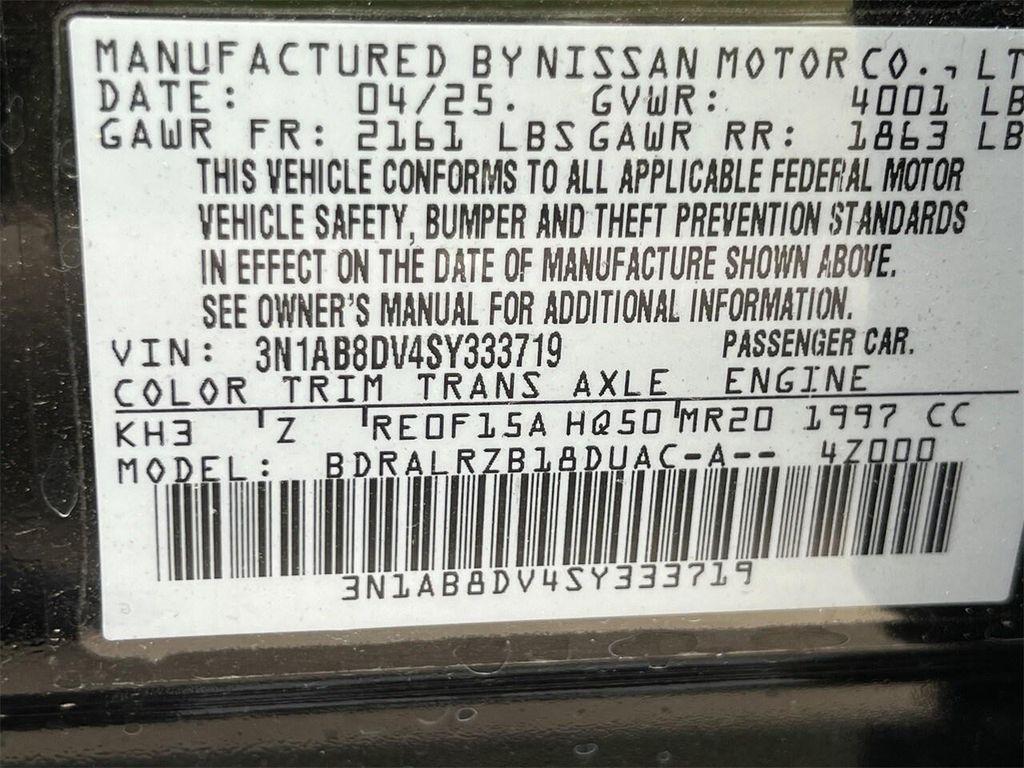 MANUFACTURED BY NISSAN MOTOR CO., LT
DATE: 04/25. GVWR: 4001 LB
GAWR FR: 2161 LBS GAWR RR: 1863 LB
THIS VEHICLE CONFORMS TO ALL APPLICABLE FEDERAL MOTOR
VEHICLE SAFETY, BUMPER AND THEFT PREVENTION STANDARDS
IN EFFECT ON THE DATE OF MANUFACTURE SHOWN ABOVE.
SEE OWNER'S MANUAL FOR ADDITIONAL INFORMATION.
VIN: 3N1AB8DV4SY333719 PASSENGER CAR.
COLOR TRIM TRANS AXLE ENGINE
KH3 Z RE0F15A HQ50 MR20 1997 CC
MODEL: BDRALRZB18DUAC-A-- 4Z000
3N1AB8DV4SY333719